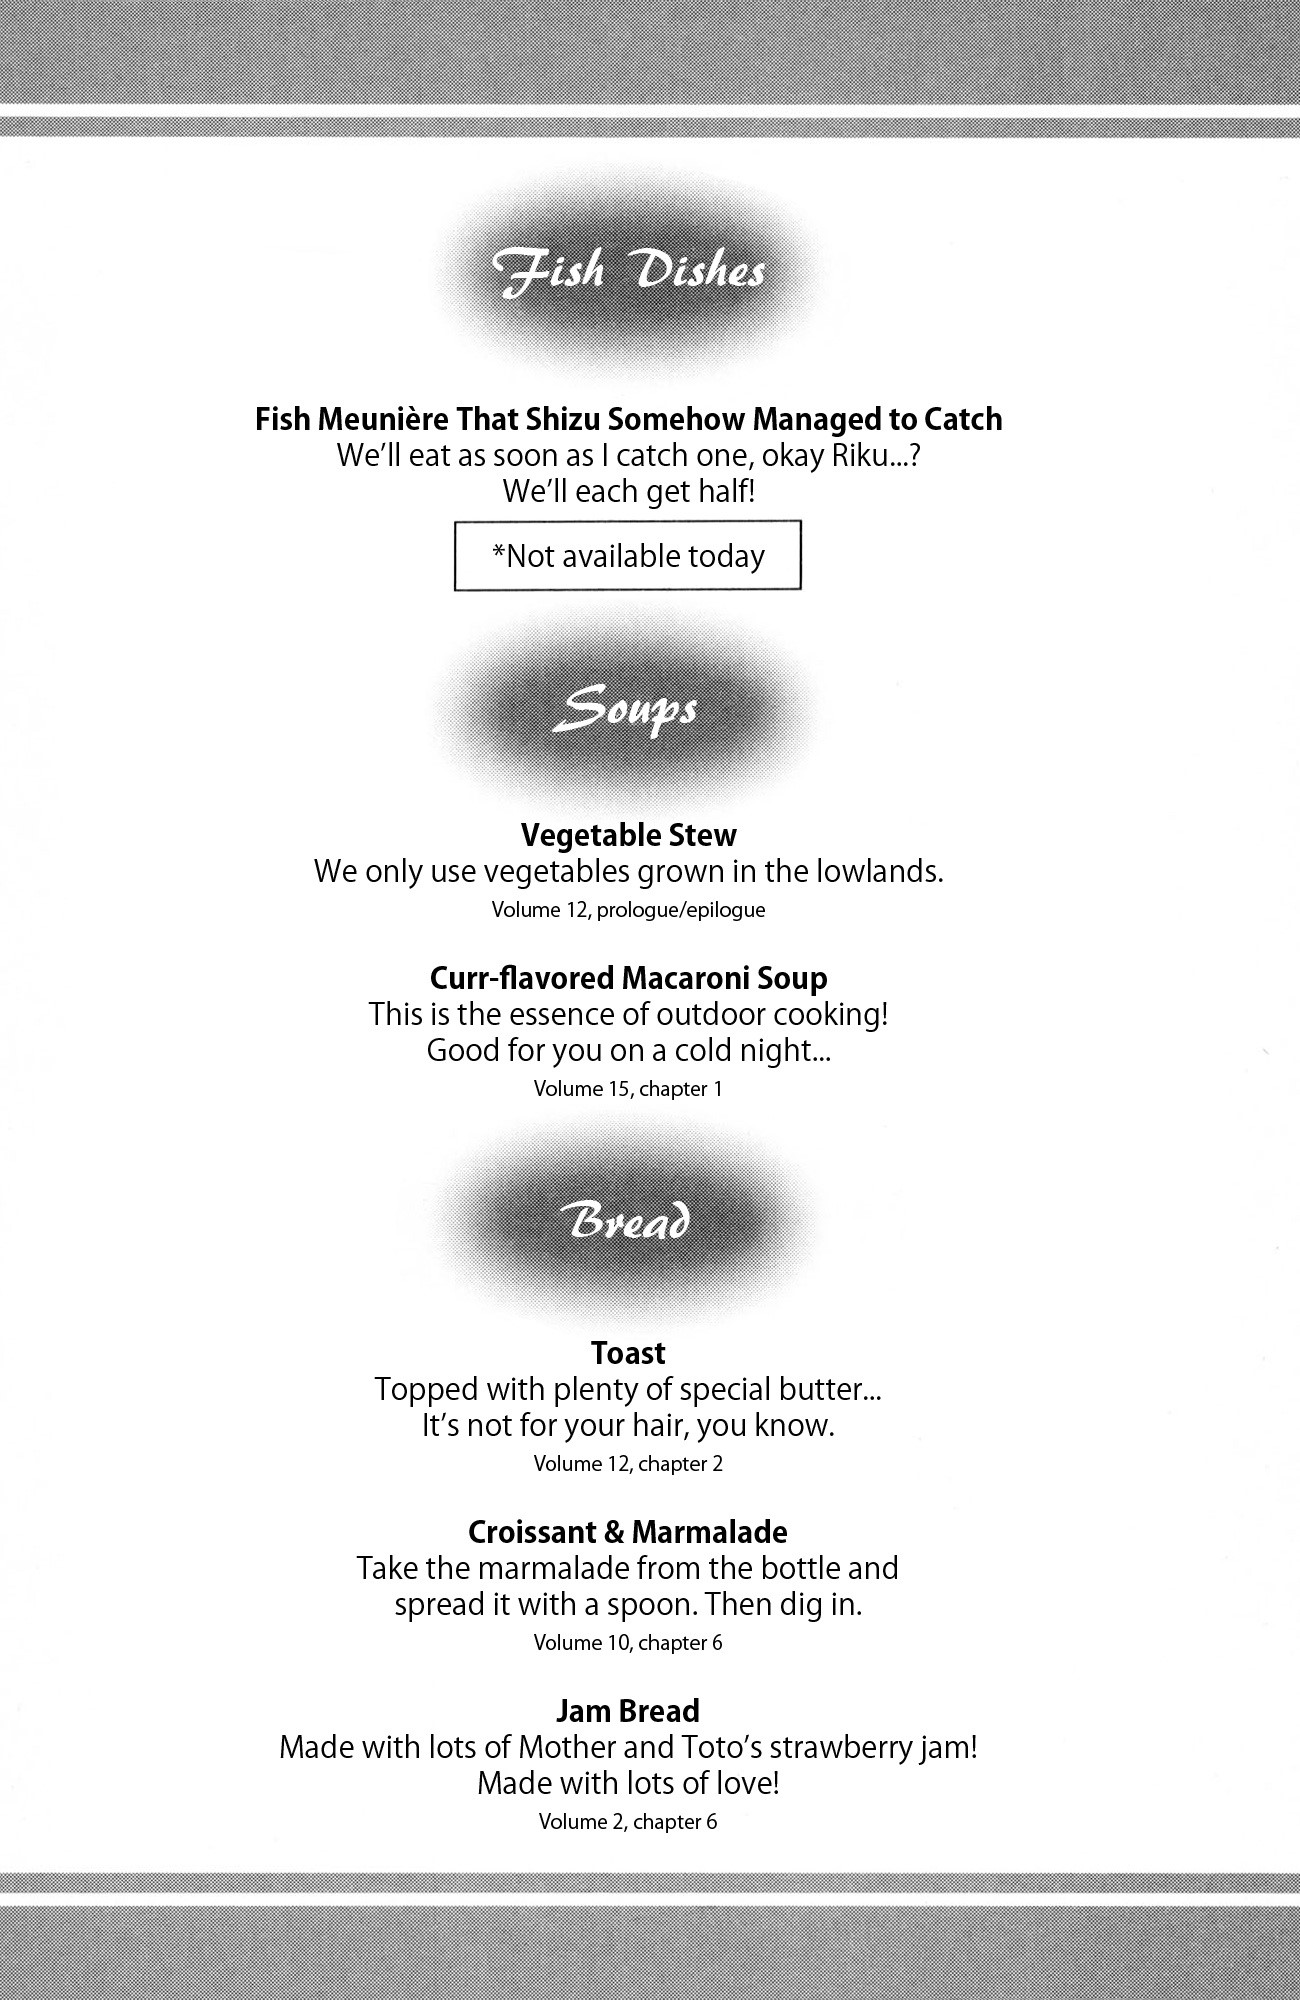 Fish Dishes
Fish Meunière That Shizu Somehow Managed to Catch
We'll eat as soon as I catch one, okay Riku...?
We'll each get half!
*Not available today
Soups
Vegetable Stew
We only use vegetables grown in the lowlands.
Volume 12, prologue/epilogue
Curr-flavored Macaroni Soup
This is the essence of outdoor cooking!
Good for you on a cold night...
Volume 15, chapter 1
Bread
Toast
Topped with plenty of special butter...
It's not for your hair, you know.
Volume 12, chapter 2
Croissant & Marmalade
Take the marmalade from the bottle and
spread it with a spoon. Then dig in.
Volume 10, chapter 6
Jam Bread
Made with lots of Mother and Toto's strawberry jam!
Made with lots of love!
Volume 2, chapter 6